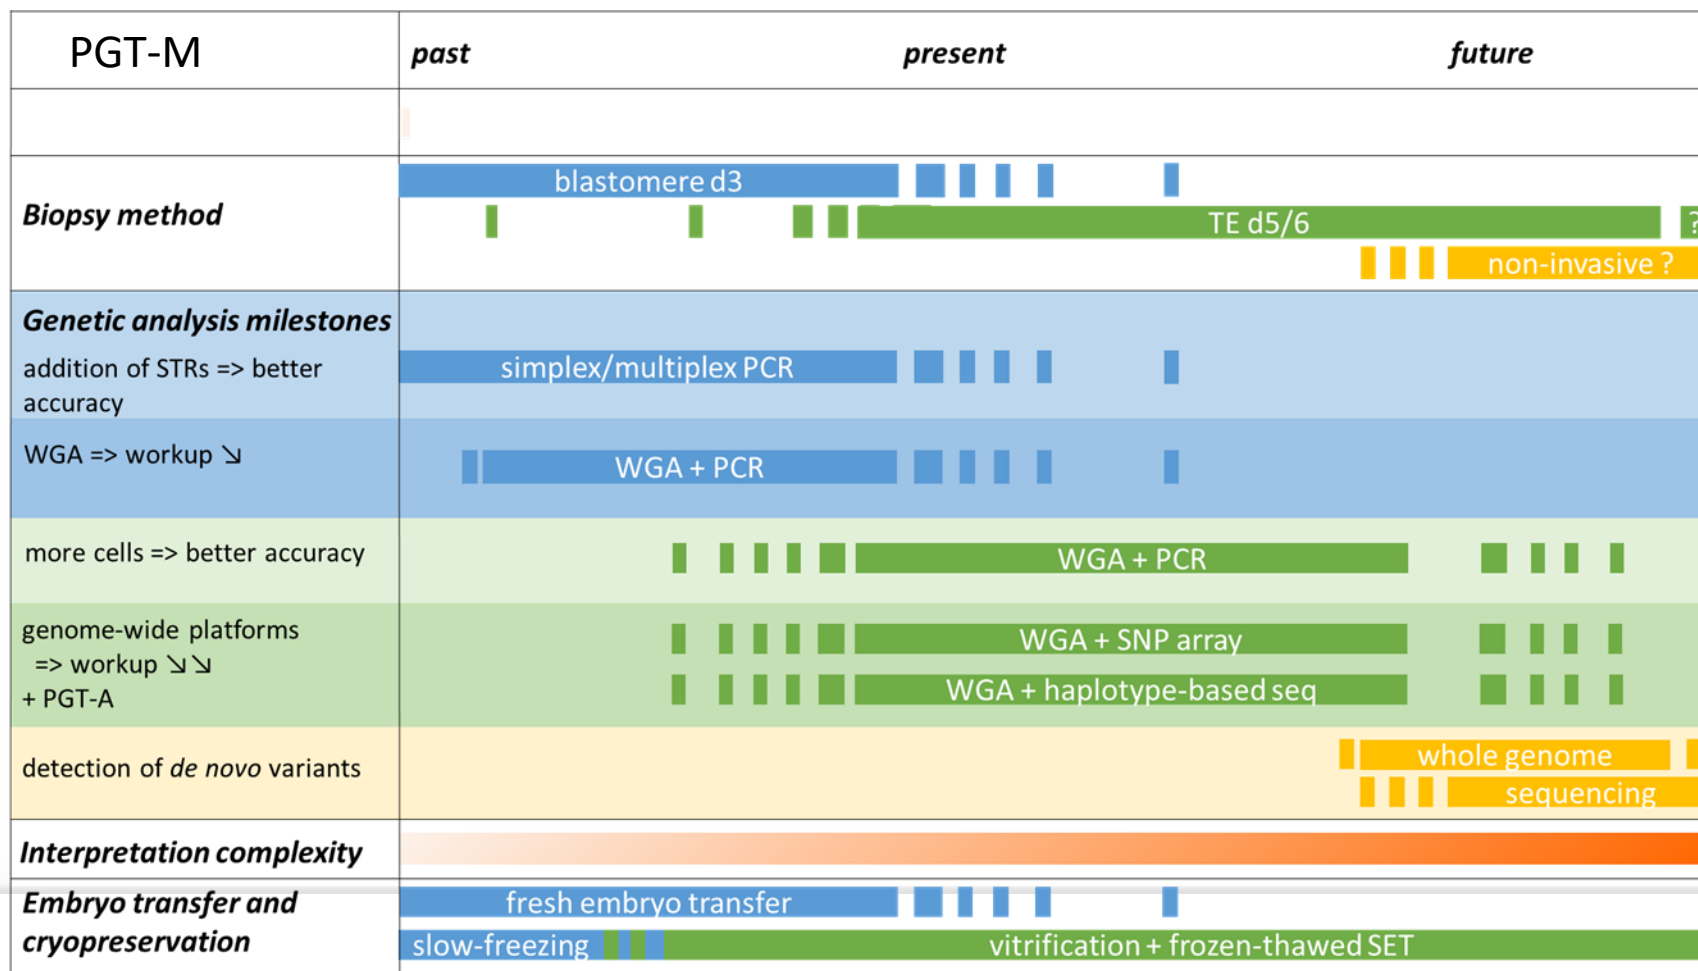 PGT-M past present future
blastomere d3
Biopsy method
TE d5/6 ?
non-invasive ?
Genetic analysis milestones
addition of STRs => better
accuracy
simplex/multiplex PCR
WGA => workup ↘
WGA + PCR
more cells => better accuracy
WGA + PCR
genome-wide platforms
=> workup ↘↘
+ PGT-A
WGA + SNP array
WGA + haplotype-based seq
detection of de novo variants
whole genome
sequencing
Interpretation complexity
Embryo transfer and
cryopreservation
fresh embryo transfer
slow-freezing vitrification + frozen-thawed SET